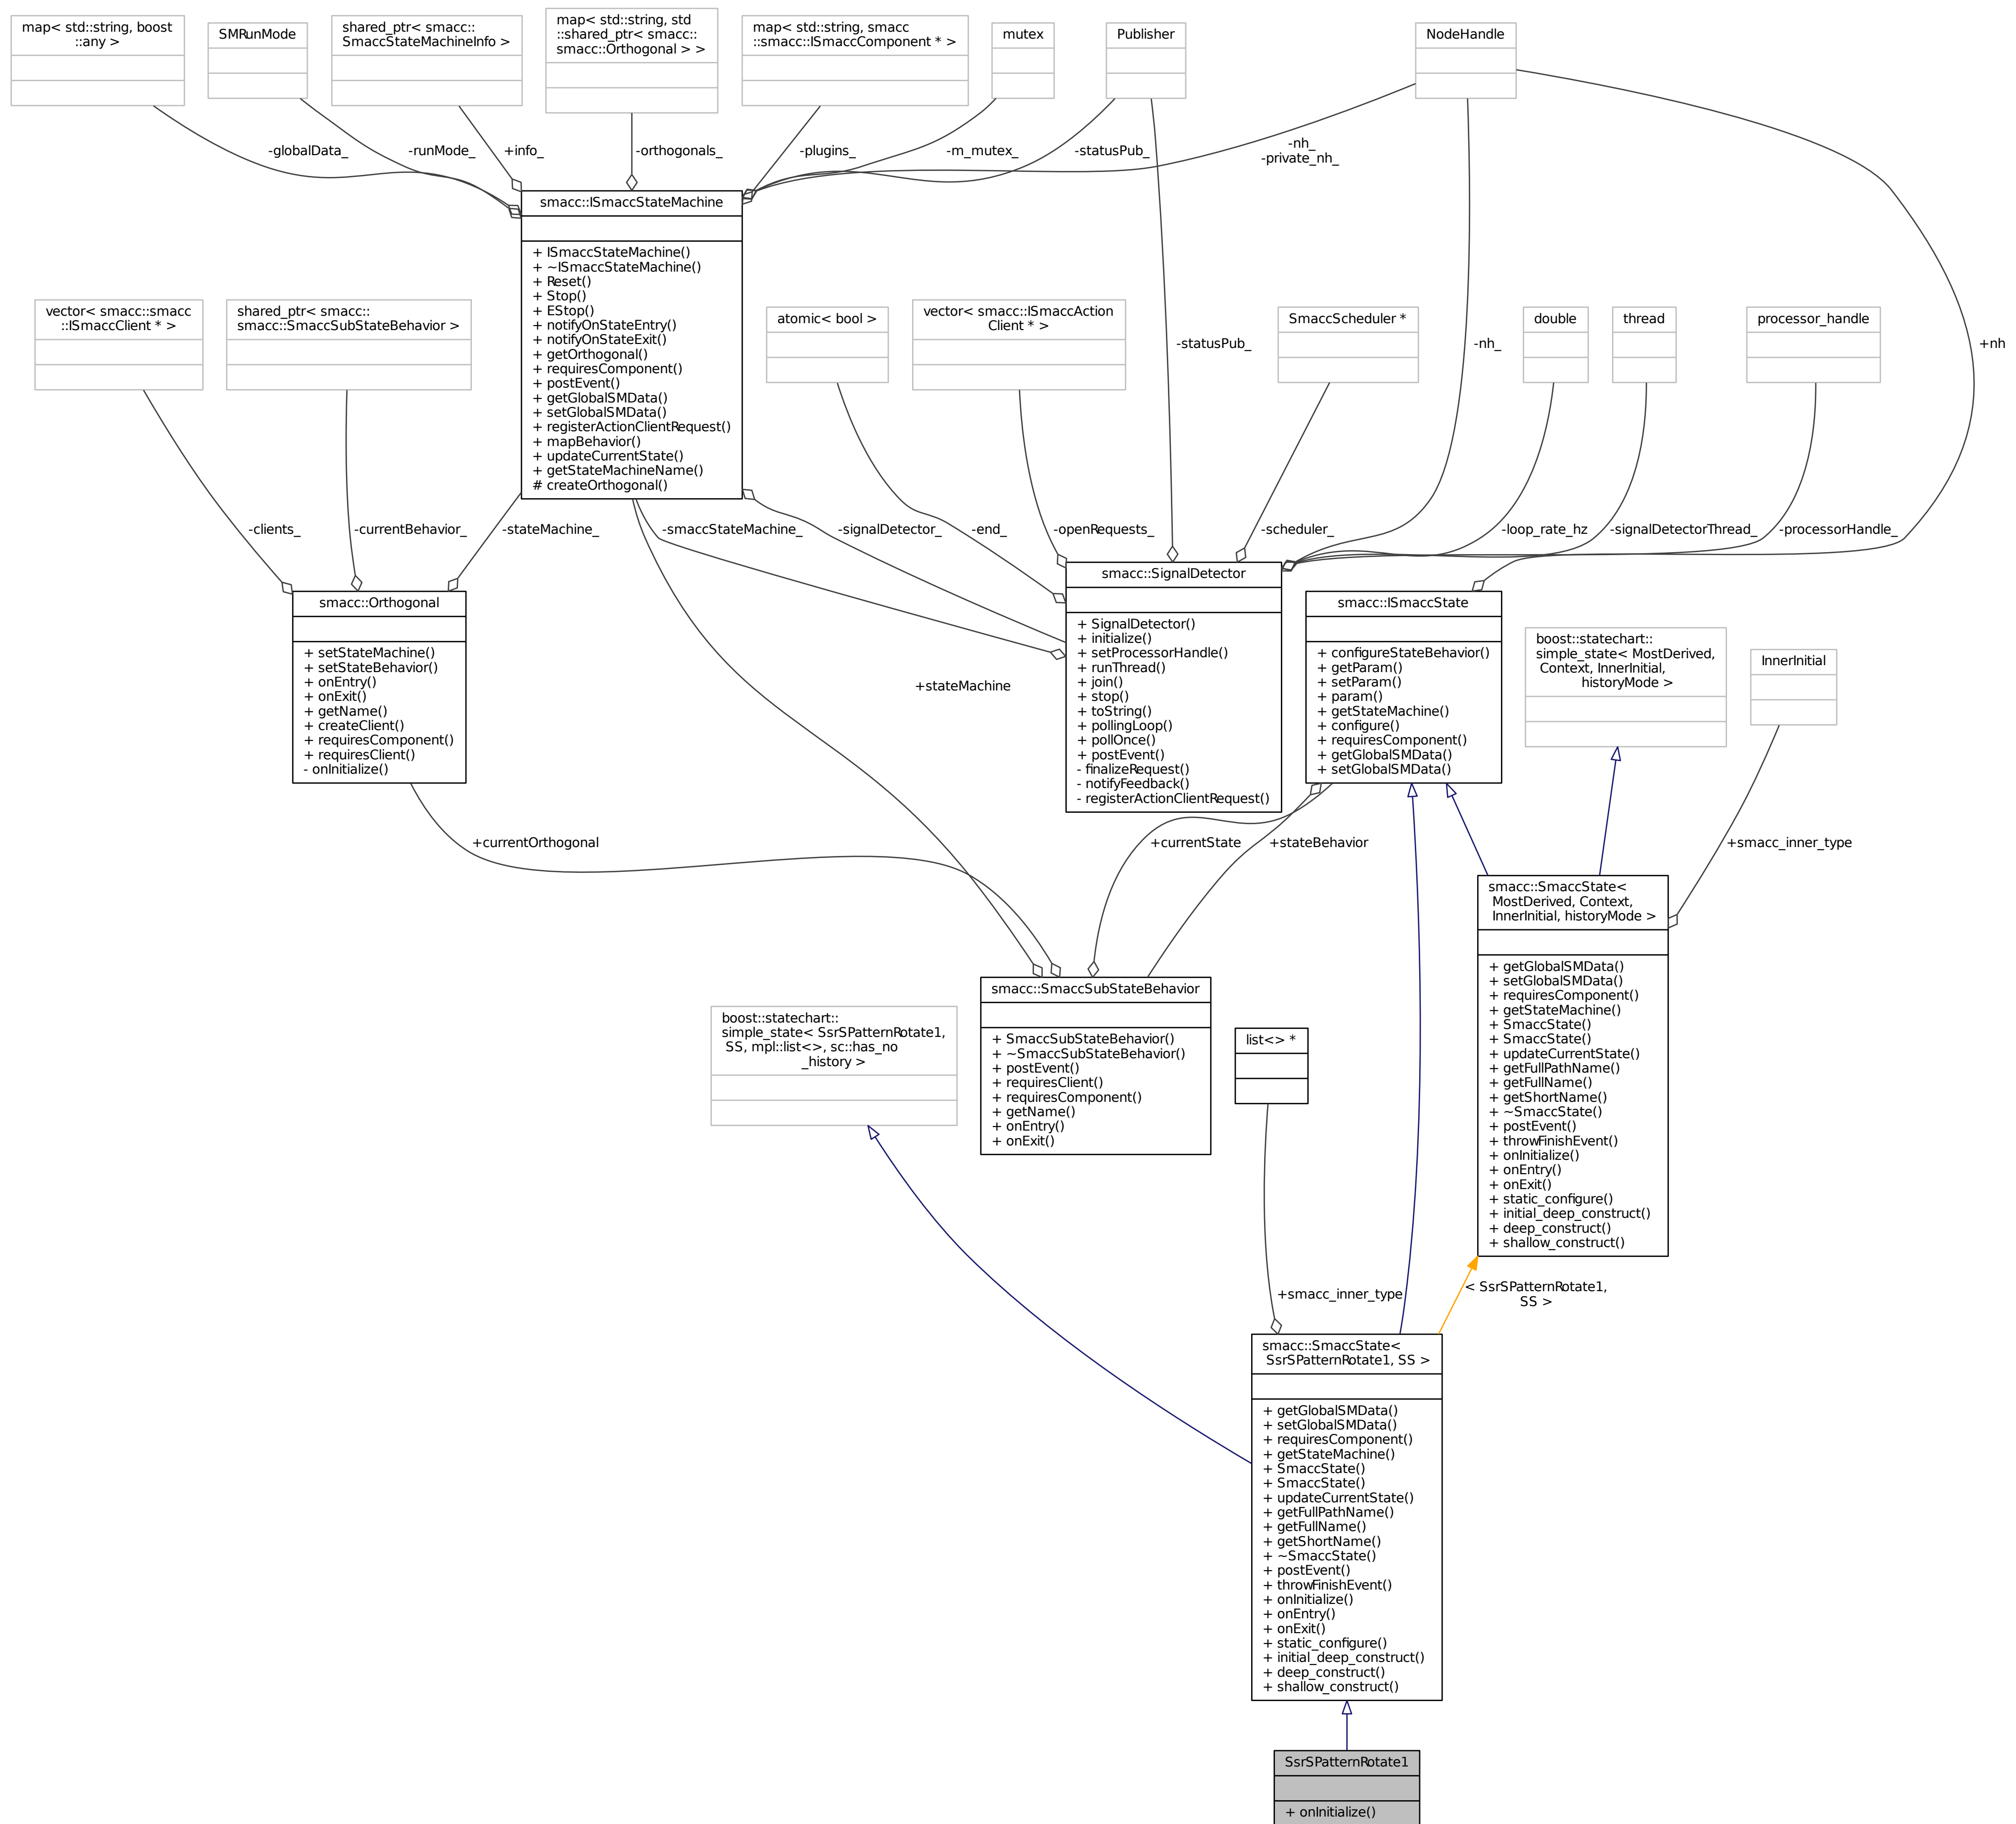 map< std::string, boost
::any >
SMRunMode
shared_ptr< smacc::
SmaccStateMachineInfo >
map< std::string, std
::shared_ptr< smacc::
smacc::Orthogonal > >
map< std::string, smacc
::smacc::ISmaccComponent * >
mutex
Publisher
NodeHandle
-globalData_
-runMode_
+info_
-orthogonals_
-plugins_
-m_mutex_
-statusPub_
-nh_
-private_nh_
smacc::ISmaccStateMachine
+ ISmaccStateMachine()
+ ~ISmaccStateMachine()
+ Reset()
+ Stop()
+ EStop()
+ notifyOnStateEntry()
+ notifyOnStateExit()
+ getOrthogonal()
+ requiresComponent()
+ postEvent()
+ getGlobalSMData()
+ setGlobalSMData()
+ registerActionClientRequest()
+ mapBehavior()
+ updateCurrentState()
+ getStateMachineName()
# createOrthogonal()
vector< smacc::smacc
::ISmaccClient * >
shared_ptr< smacc::
smacc::SmaccSubStateBehavior >
atomic< bool >
vector< smacc::ISmaccAction
Client * >
SmaccScheduler *
double
thread
processor_handle
-statusPub_
-nh_
+nh
-clients_
-currentBehavior_
-stateMachine_
-smaccStateMachine_
-signalDetector_
-end_
-openRequests_
-scheduler_
-loop_rate_hz
-signalDetectorThread_
-processorHandle_
smacc::Orthogonal
+ setStateMachine()
+ setStateBehavior()
+ onEntry()
+ onExit()
+ getName()
+ createClient()
+ requiresComponent()
+ requiresClient()
- onInitialize()
smacc::SignalDetector
+ SignalDetector()
+ initialize()
+ setProcessorHandle()
+ runThread()
+ join()
+ stop()
+ toString()
+ pollingLoop()
+ pollOnce()
+ postEvent()
- finalizeRequest()
- notifyFeedback()
- registerActionClientRequest()
smacc::ISmaccState
+ configureStateBehavior()
+ getParam()
+ setParam()
+ param()
+ getStateMachine()
+ configure()
+ requiresComponent()
+ getGlobalSMData()
+ setGlobalSMData()
boost::statechart::
simple_state< MostDerived,
Context, InnerInitial,
historyMode >
InnerInitial
+stateMachine
+currentOrthogonal
+currentState
+stateBehavior
+smacc_inner_type
smacc::SmaccState<
MostDerived, Context,
InnerInitial, historyMode >
+ getGlobalSMData()
+ setGlobalSMData()
+ requiresComponent()
+ getStateMachine()
+ SmaccState()
+ SmaccState()
+ updateCurrentState()
+ getFullPathName()
+ getFullName()
+ getShortName()
+ ~SmaccState()
+ postEvent()
+ throwFinishEvent()
+ onInitialize()
+ onEntry()
+ onExit()
+ static_configure()
+ initial_deep_construct()
+ deep_construct()
+ shallow_construct()
smacc::SmaccSubStateBehavior
+ SmaccSubStateBehavior()
+ ~SmaccSubStateBehavior()
+ postEvent()
+ requiresClient()
+ requiresComponent()
+ getName()
+ onEntry()
+ onExit()
boost::statechart::
simple_state< SsrSPatternRotate1,
SS, mpl::list<>, sc::has_no
_history >
list<> *
+smacc_inner_type
< SsrSPatternRotate1,
SS >
smacc::SmaccState<
SsrSPatternRotate1, SS >
+ getGlobalSMData()
+ setGlobalSMData()
+ requiresComponent()
+ getStateMachine()
+ SmaccState()
+ SmaccState()
+ updateCurrentState()
+ getFullPathName()
+ getFullName()
+ getShortName()
+ ~SmaccState()
+ postEvent()
+ throwFinishEvent()
+ onInitialize()
+ onEntry()
+ onExit()
+ static_configure()
+ initial_deep_construct()
+ deep_construct()
+ shallow_construct()
SsrSPatternRotate1
+ onInitialize()